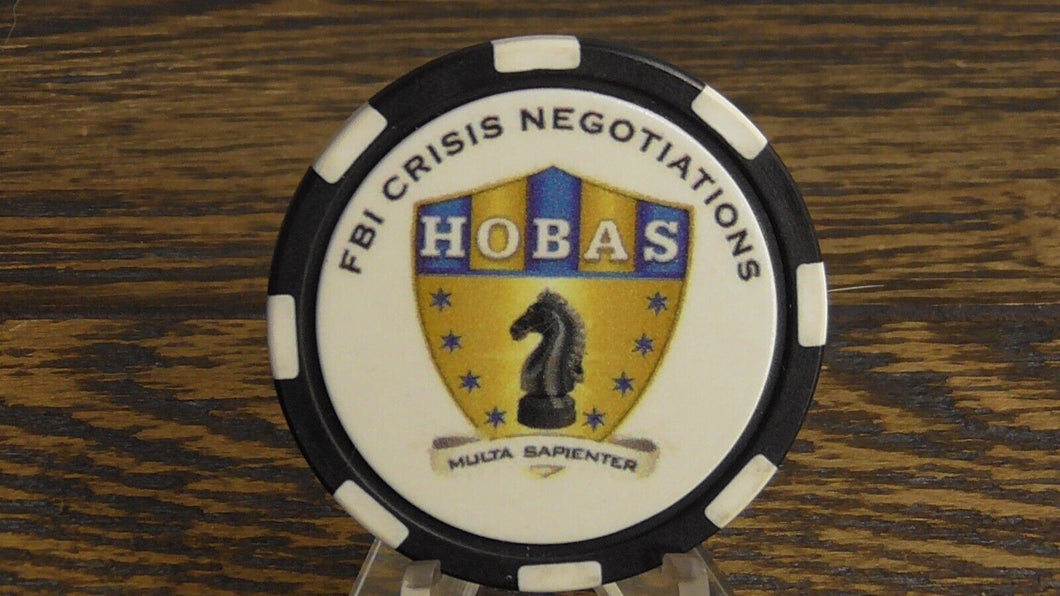 FBI CRISIS NEGOTIATIONS
HOBAS
MULTA SAPIENTER